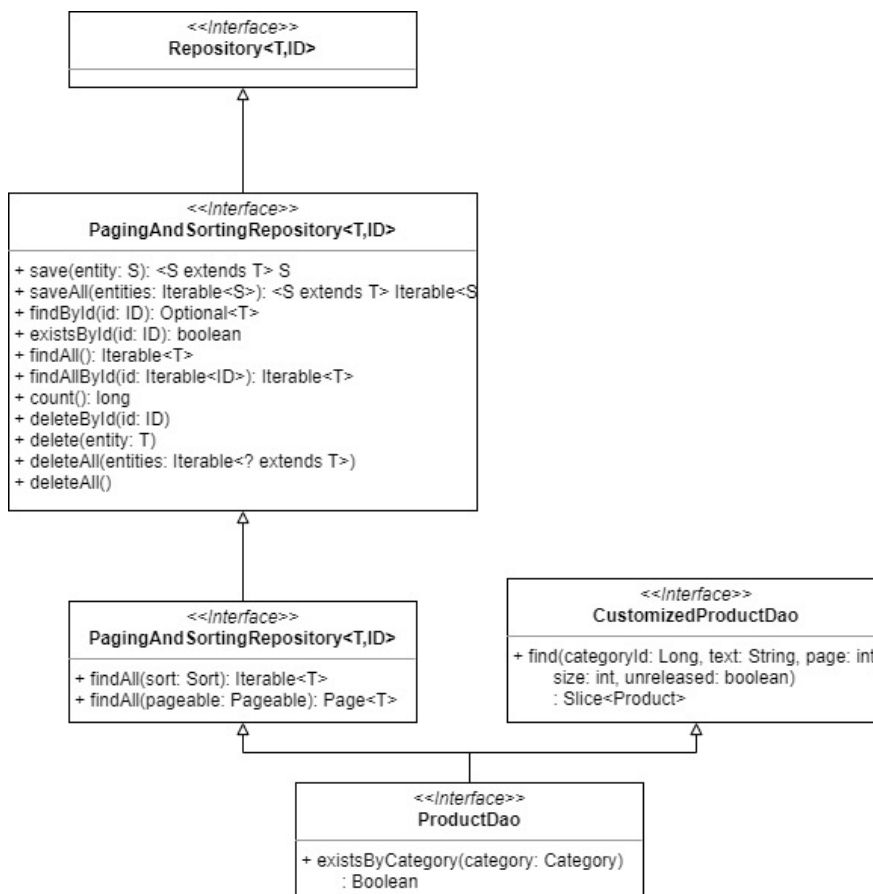 <<Interface>>
Repository<T,ID>
<<Interface>>
PagingAndSortingRepository<T,ID>
+ save(entity: S): <S extends T> S
+ saveAll(entities: Iterable<S>): <S extends T> Iterable<S
+ findById(id: ID): Optional<T>
+ existsById(id: ID): boolean
+ findAll(): Iterable<T>
+ findAllById(id: Iterable<ID>): Iterable<T>
+ count(): long
+ deleteById(id: ID)
+ delete(entity: T)
+ deleteAll(entities: Iterable<? extends T>)
+ deleteAll()
<<Interface>>
PagingAndSortingRepository<T,ID>
+ findAll(sort: Sort): Iterable<T>
+ findAll(pageable: Pageable): Page<T>
<<Interface>>
CustomizedProductDao
+ find(categoryId: Long, text: String, page: int
size: int, unreleased: boolean)
: Slice<Product>
<<Interface>>
ProductDao
+ existsByCategory(category: Category)
: Boolean